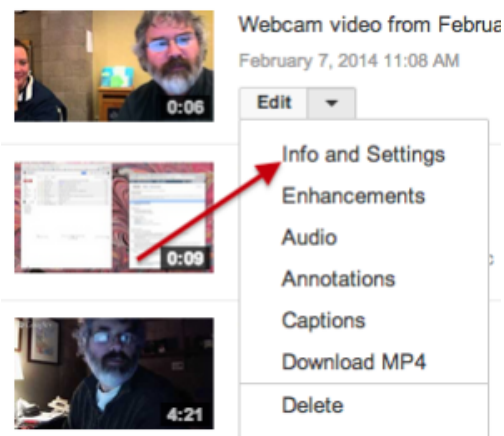 Webcam video from Februa
February 7, 2014 11:08 AM
Edit
0:06
Info and Settings
Enhancements
0:09
Audio
Annotations
Captions
Download MP4
4:21
Delete